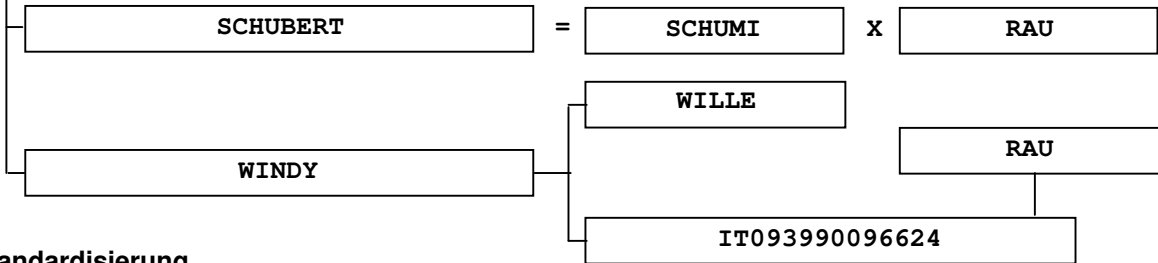 SCHUBERT = SCHUMI X RAU
WILLE
RAU
WINDY
IT093990096624
andardisierung